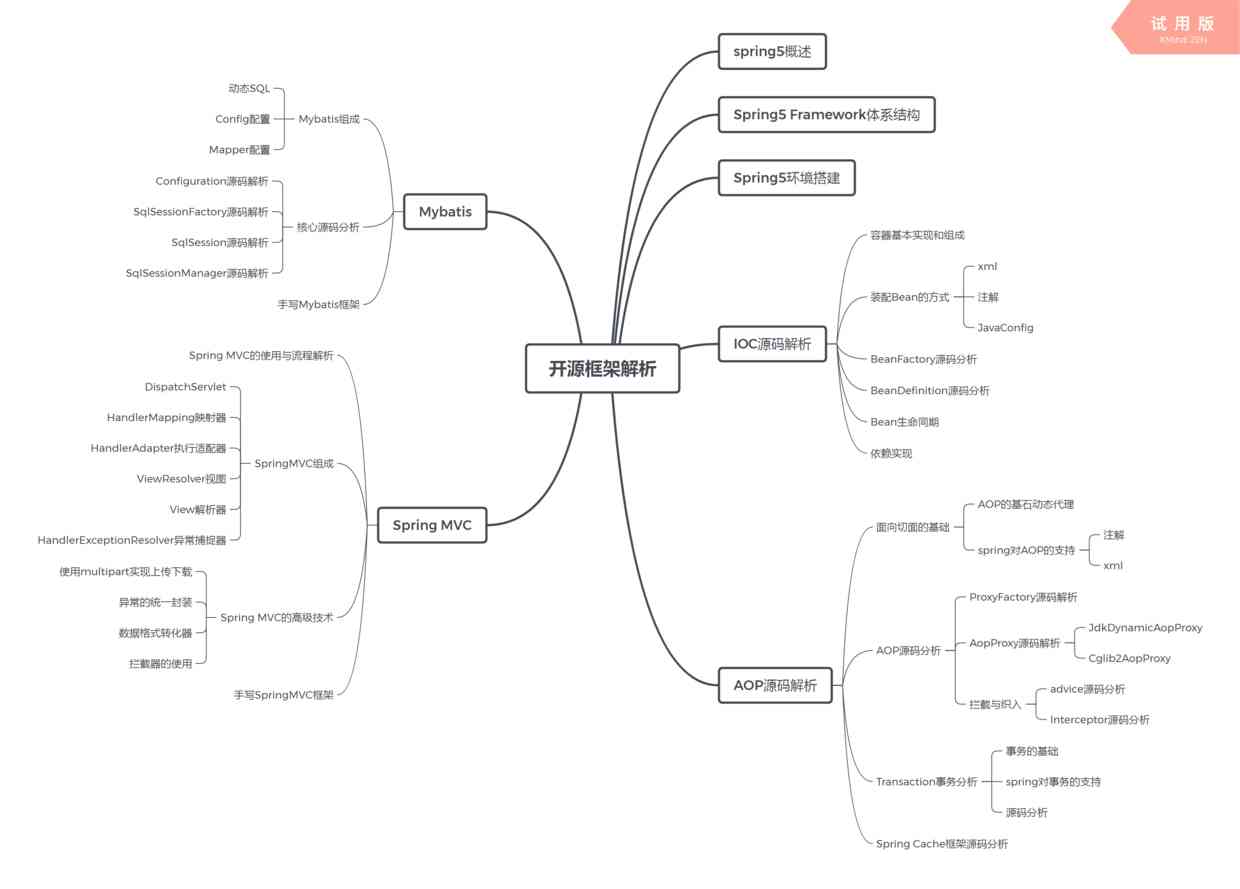 试用版
XMind ZEN
开源框架解析
spring5概述
Spring5 Framework体系结构
Spring5环境搭建
IOC源码解析
容器基本实现和组成
装配Bean的方式
xml
注解
JavaConfig
BeanFactory源码分析
BeanDefinition源码分析
Bean生命同期
依赖实现
AOP源码解析
面向切面的基础
AOP的基石动态代理
spring对AOP的支持
注解
xml
AOP源码分析
ProxyFactory源码解析
AopProxy源码解析
JdkDynamicAopProxy
Cglib2AopProxy
拦截与织入
advice源码分析
Interceptor源码分析
Transaction事务分析
事务的基础
spring对事务的支持
源码分析
Spring Cache框架源码分析
Mybatis
Mybatis组成
动态SQL
Config配置
Mapper配置
核心源码分析
Configuration源码解析
SqlSessionFactory源码解析
SqlSession源码解析
SqlSessionManager源码解析
手写Mybatis框架
Spring MVC
Spring MVC的使用与流程解析
SpringMVC组成
DispatchServlet
HandlerMapping映射器
HandlerAdapter执行适配器
ViewResolver视图
View解析器
HandlerExceptionResolver异常捕捉器
Spring MVC的高级技术
使用multipart实现上传下载
异常的统一封装
数据格式转化器
拦截器的使用
手写SpringMVC框架